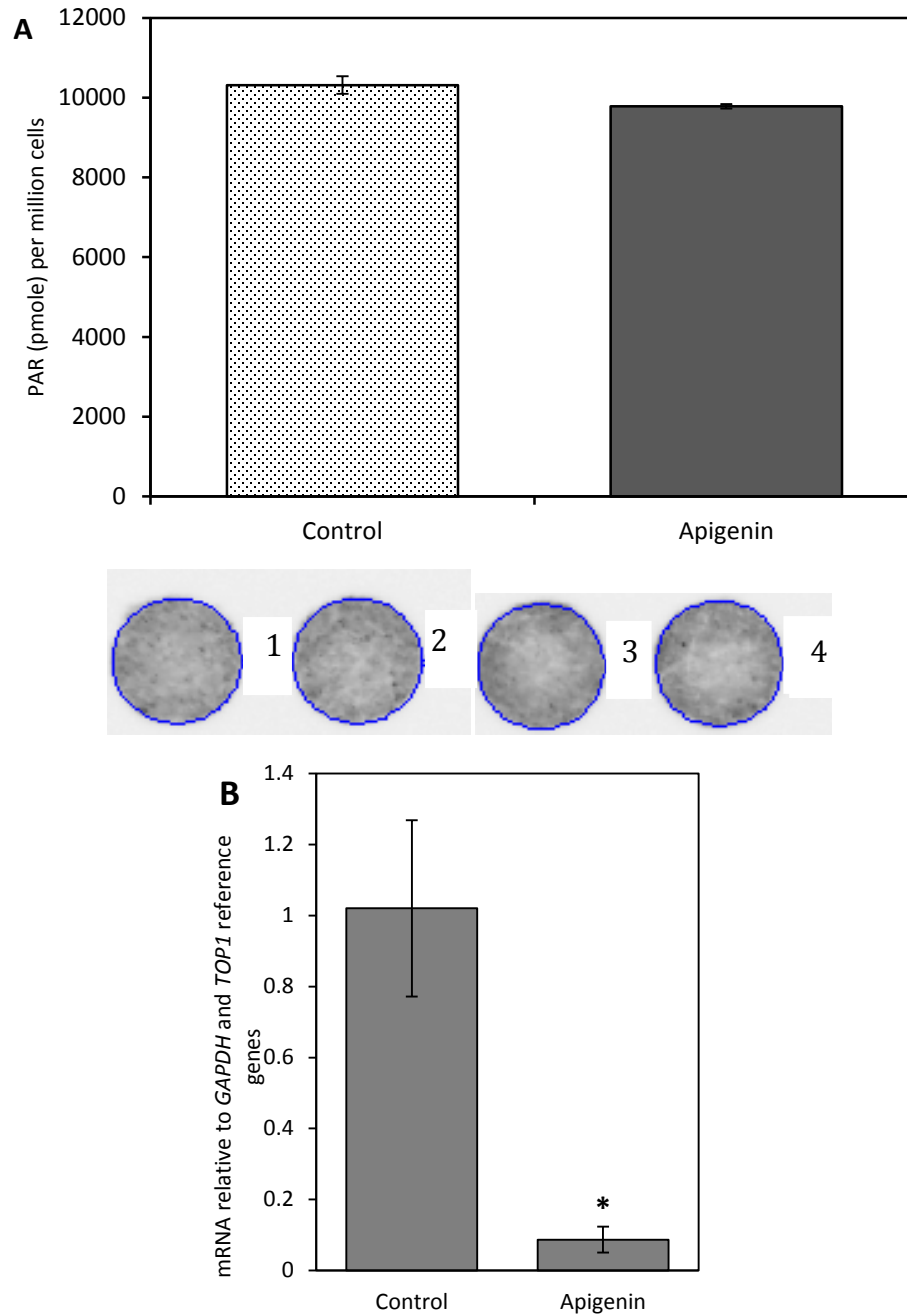 A
12000
10000
8000
6000
4000
2000
0
PAR (pmole) per million cells
Control Apigenin
1 2 3 4
B
1.4
1.2
1
0.8
0.6
0.4
0.2
0
mRNA relative to GAPDH and TOP1 reference
genes
*
Control Apigenin